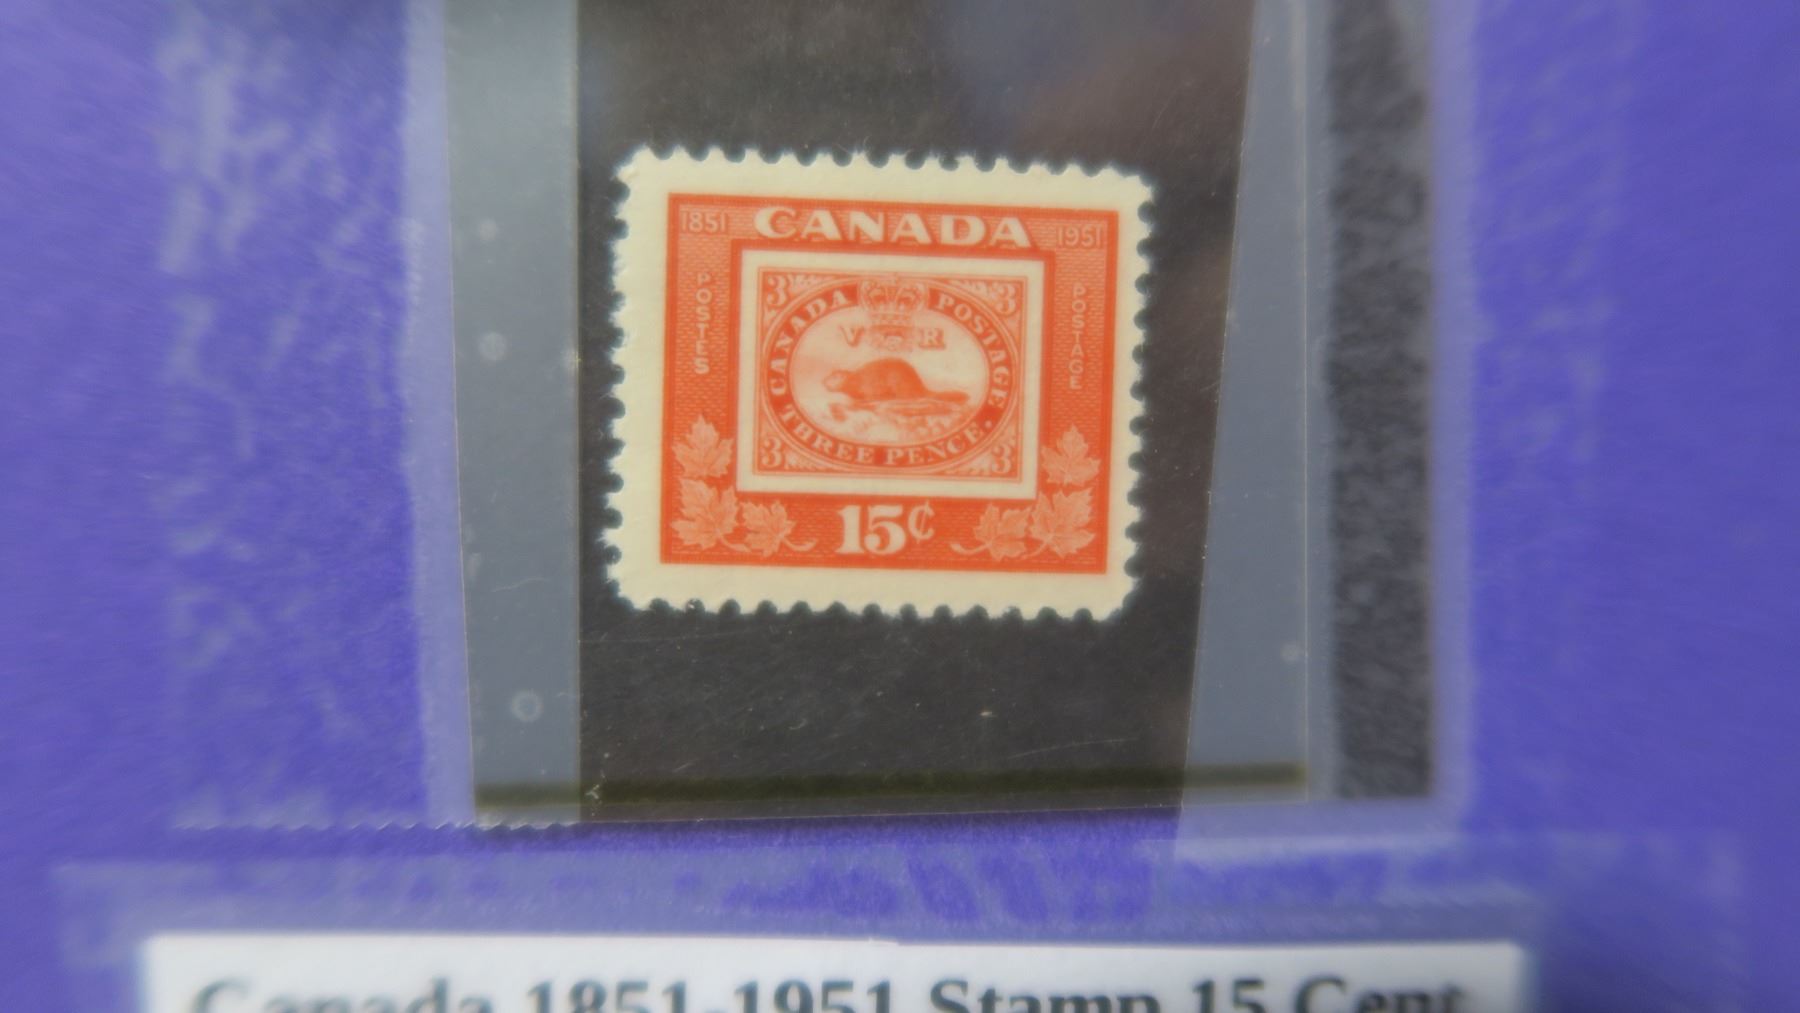 1851 CANADA 1951
POSTES
POSTAGE
3 3
CANADA POSTAGE
V R
THREE PENCE.
3 3
15¢
Canada 1851-1951 Stamp 15 Cent